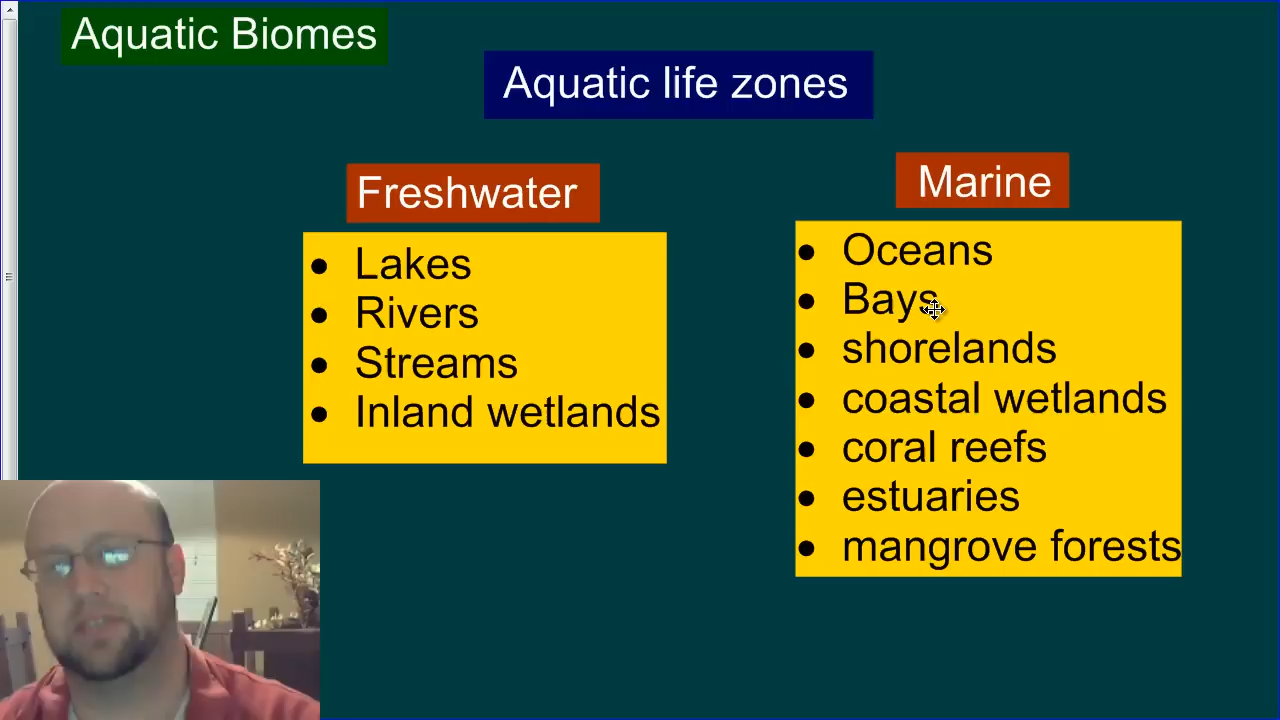 Aquatic Biomes
Aquatic life zones
Freshwater
• Lakes
• Rivers
• Streams
• Inland wetlands
Marine
• Oceans
• Bays
• shorelands
• coastal wetlands
• coral reefs
• estuaries
• mangrove forests